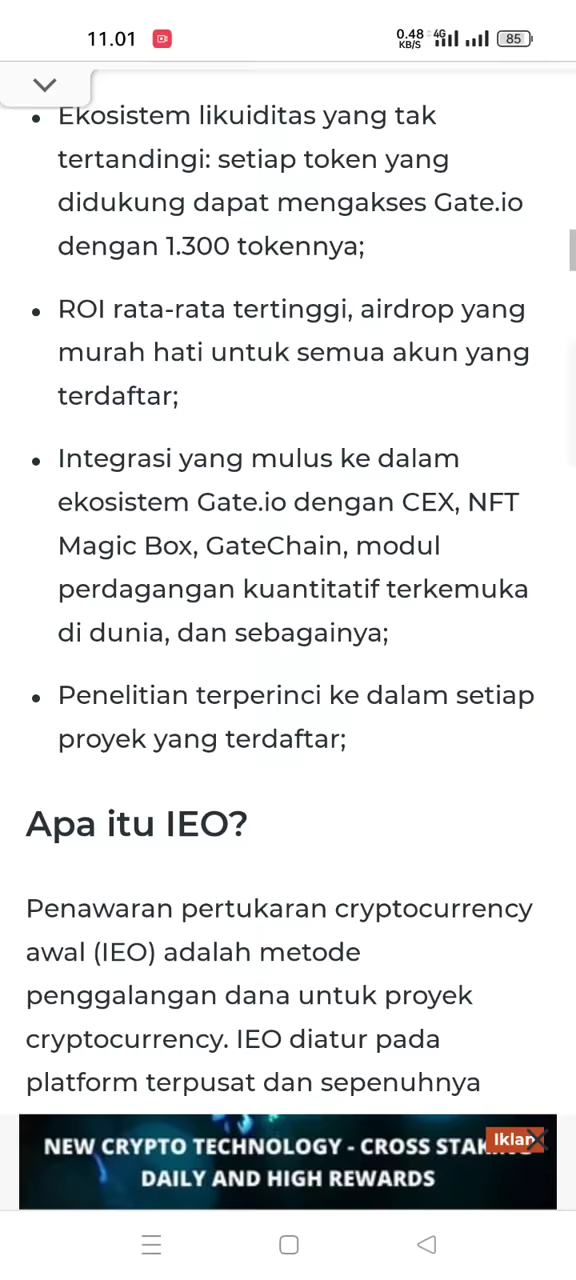 11.01
0.48 KB/S 4G 85
Ekosistem likuiditas yang tak
tertandingi: setiap token yang
didukung dapat mengakses Gate.io
dengan 1.300 tokennya;
ROI rata-rata tertinggi, airdrop yang
murah hati untuk semua akun yang
terdaftar;
Integrasi yang mulus ke dalam
ekosistem Gate.io dengan CEX, NFT
Magic Box, GateChain, modul
perdagangan kuantitatif terkemuka
di dunia, dan sebagainya;
Penelitian terperinci ke dalam setiap
proyek yang terdaftar;
Apa itu IEO?
Penawaran pertukaran cryptocurrency
awal (IEO) adalah metode
penggalangan dana untuk proyek
cryptocurrency. IEO diatur pada
platform terpusat dan sepenuhnya
NEW CRYPTO TECHNOLOGY - CROSS
Iklan
DAILY AND HIGH REWARDS